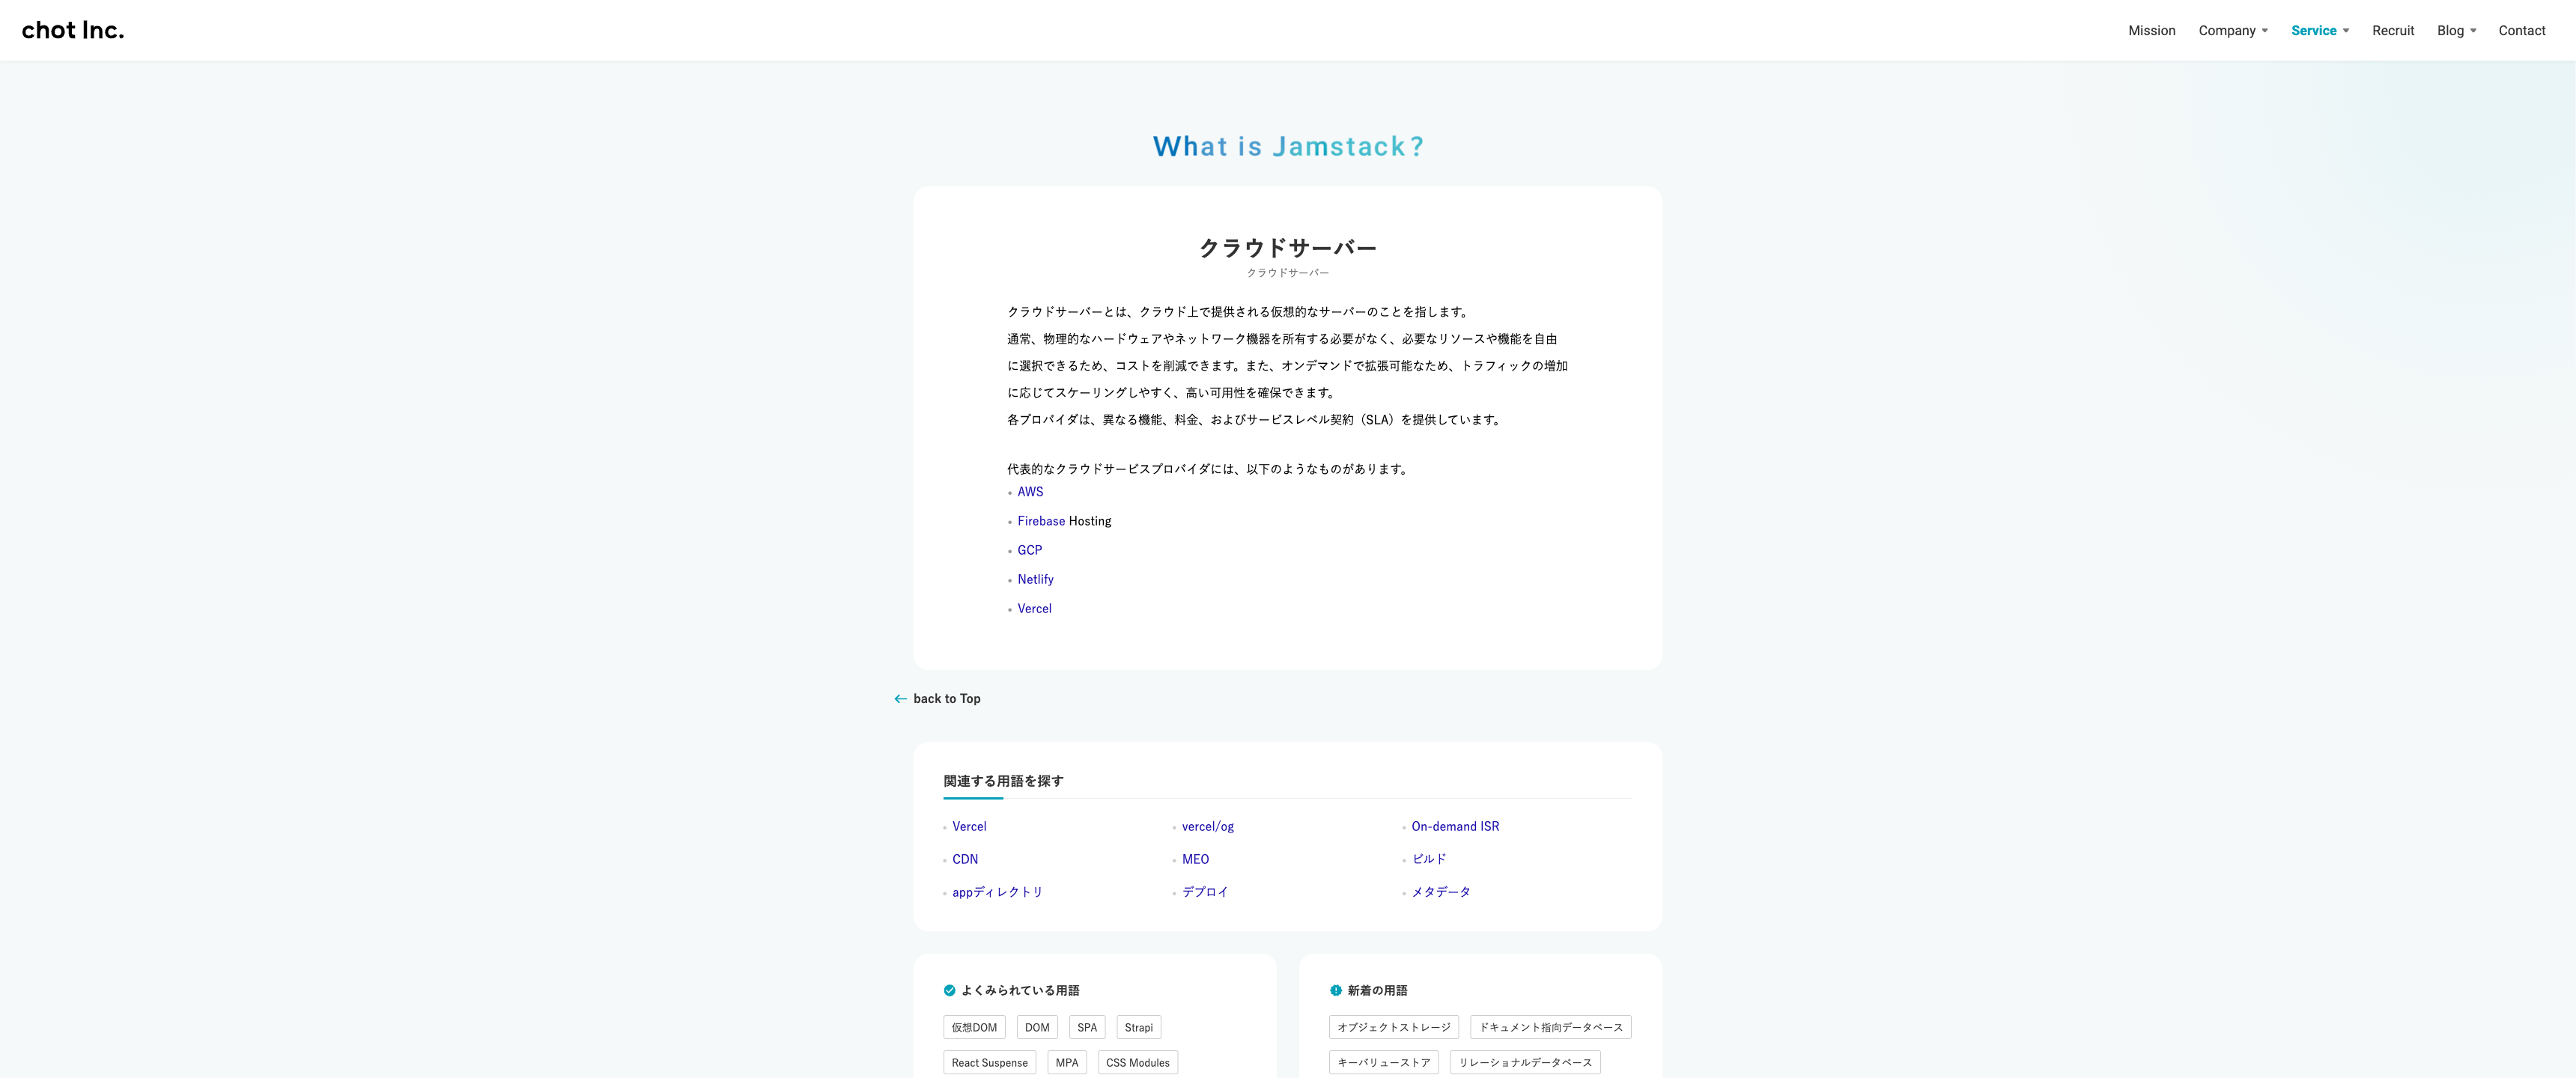 chot Inc.
Mission Company Service Recruit Blog Contact
What is Jamstack?
クラウドサーバー
クラウドサーバー
クラウドサーバーとは、クラウド上で提供される仮想的なサーバーのことを指します。
通常、物理的なハードウェアやネットワーク機器を所有する必要がなく、必要なリソースや機能を自由
に選択できるため、コストを削減できます。また、オンデマンドで拡張可能なため、トラフィックの増加
に応じてスケーリングしやすく、高い可用性を確保できます。
各プロバイダは、異なる機能、料金、およびサービスレベル契約（SLA）を提供しています。
代表的なクラウドサービスプロバイダには、以下のようなものがあります。
AWS
Firebase Hosting
GCP
Netlify
Vercel
back to Top
関連する用語を探す
Vercel vercel/og On-demand ISR
CDN MEO ビルド
appディレクトリ デプロイ メタデータ
よくみられている用語
仮想DOM DOM SPA Strapi
React Suspense MPA CSS Modules
新着の用語
オブジェクトストレージ ドキュメント指向データベース
キーバリューストア リレーショナルデータベース